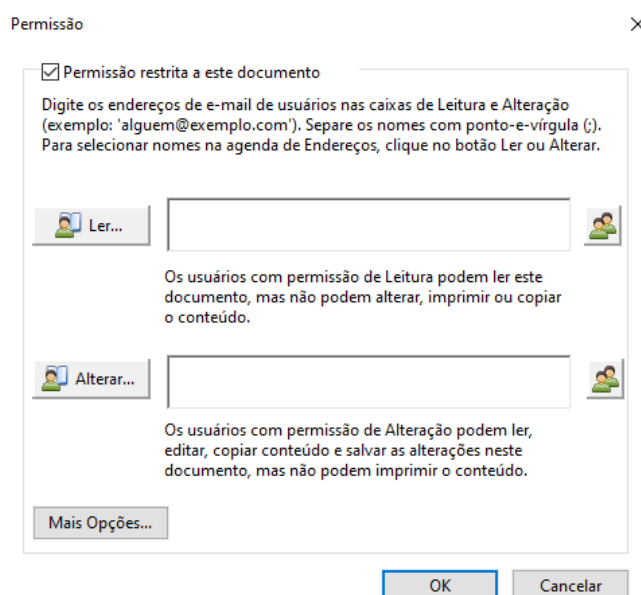 Permissão
Permissão restrita a este documento
Digite os endereços de e-mail de usuários nas caixas de Leitura e Alteração
(exemplo: 'alguem@exemplo.com'). Separe os nomes com ponto-e-vírgula (;).
Para selecionar nomes na agenda de Endereços, clique no botão Ler ou Alterar.
Ler...
Os usuários com permissão de Leitura podem ler este
documento, mas não podem alterar, imprimir ou copiar
o conteúdo.
Alterar...
Os usuários com permissão de Alteração podem ler,
editar, copiar conteúdo e salvar as alterações neste
documento, mas não podem imprimir o conteúdo.
Mais Opções...
OK
Cancelar